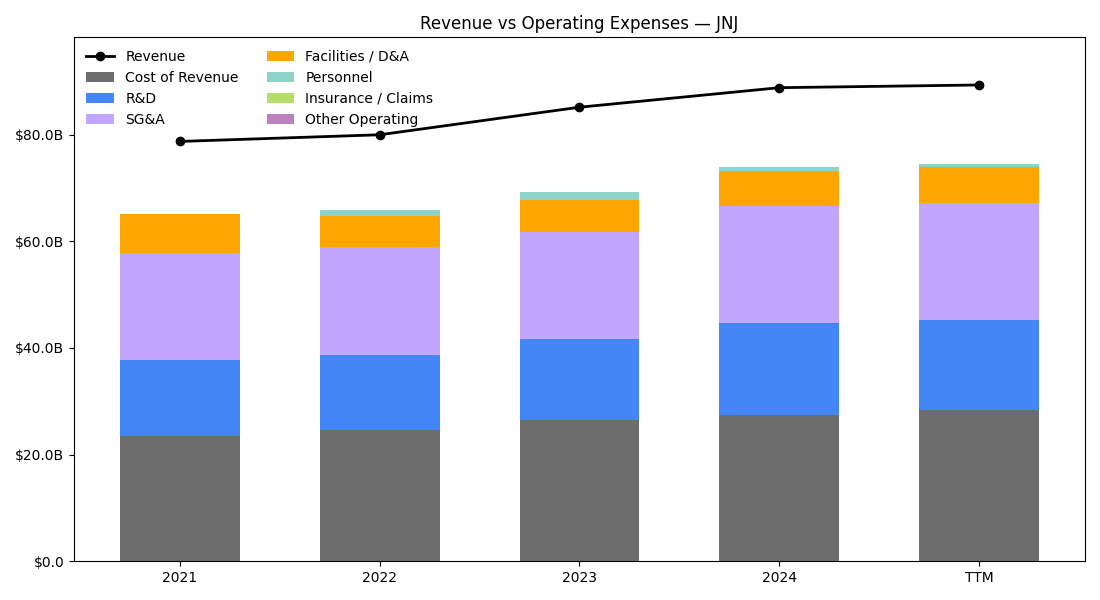 Revenue vs Operating Expenses — JNJ
Revenue
Cost of Revenue
R&D
SG&A
Facilities / D&A
Personnel
Insurance / Claims
Other Operating
$80.0B
$60.0B
$40.0B
$20.0B
$0.0
2021
2022
2023
2024
TTM